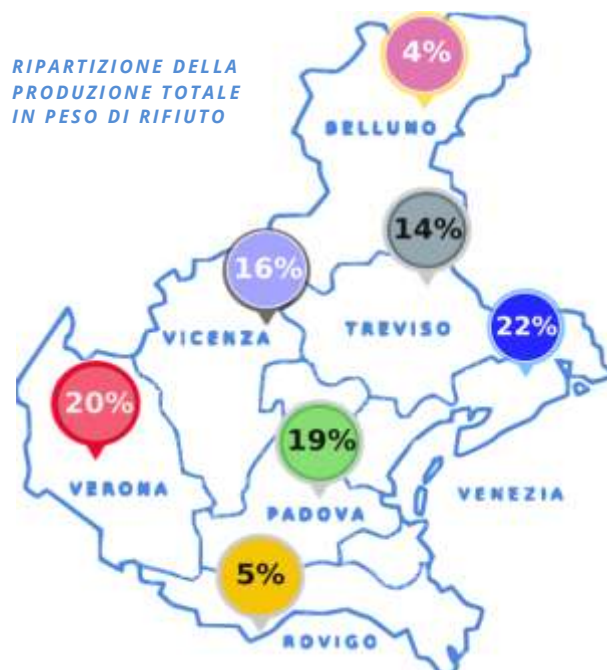 RIPARTIZIONE DELLA
PRODUZIONE TOTALE
IN PESO DI RIFIUTO
4%
BELLUNO
14%
16%
VICENZA
TREVISO
22%
20%
VERONA
19%
PADOVA
VENEZIA
5%
ROVIGO